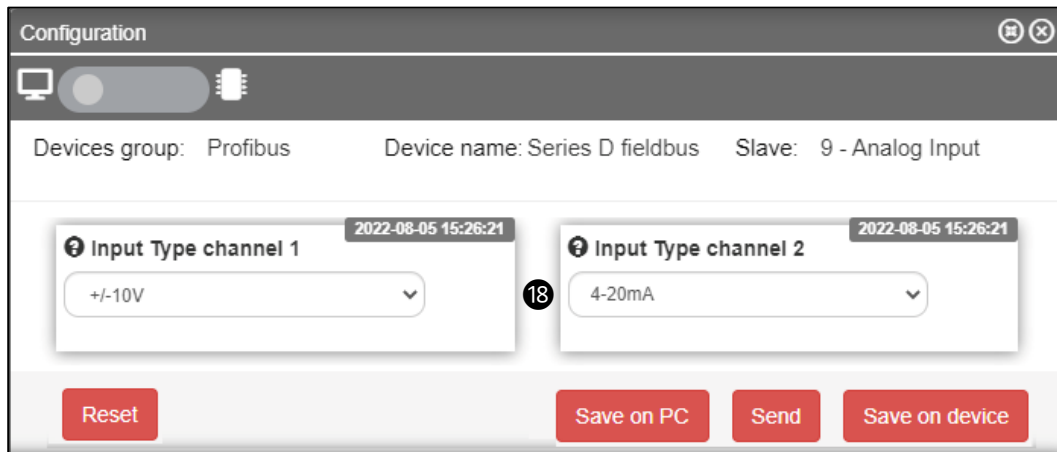 Configuration
Devices group: Profibus Device name: Series D fieldbus Slave: 9 - Analog Input
2022-08-05 15:26:21 2022-08-05 15:26:21
Input Type channel 1 Input Type channel 2
+/-10V 18 4-20mA
Reset Save on PC Send Save on device